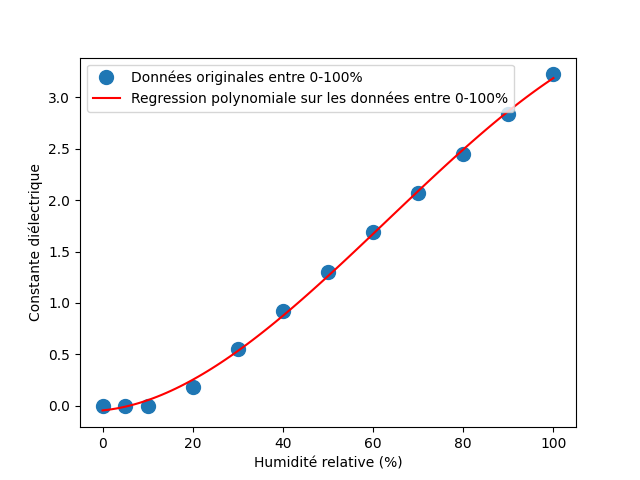 Données originales entre 0-100%
Regression polynomiale sur les données entre 0-100%
3.0
2.5
2.0
1.5
1.0
0.5
0.0
Constante diélectrique
0 20 40 60 80 100
Humidité relative (%)